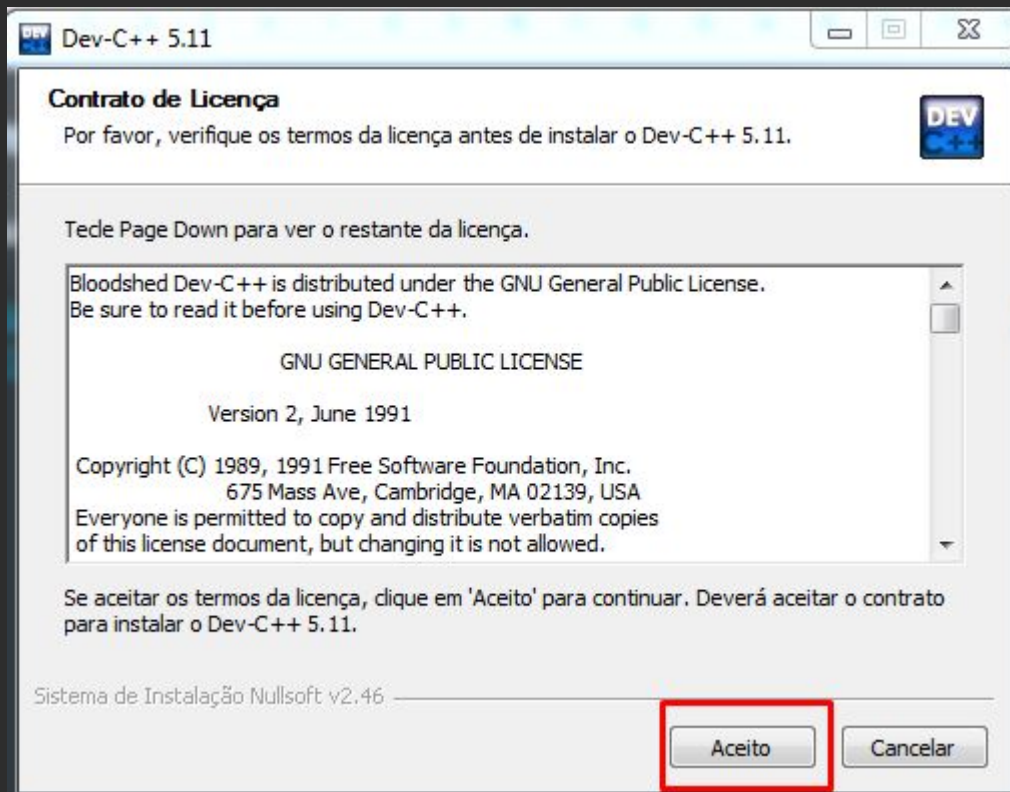 Dev-C++ 5.11
Contrato de Licença
Por favor, verifique os termos da licença antes de instalar o Dev-C++ 5.11.
DEV
C++
Tecle Page Down para ver o restante da licença.
Bloodshed Dev-C++ is distributed under the GNU General Public License.
Be sure to read it before using Dev-C++.
GNU GENERAL PUBLIC LICENSE
Version 2, June 1991
Copyright (C) 1989, 1991 Free Software Foundation, Inc.
675 Mass Ave, Cambridge, MA 02139, USA
Everyone is permitted to copy and distribute verbatim copies
of this license document, but changing it is not allowed.
Se aceitar os termos da licença, clique em 'Aceito' para continuar. Deverá aceitar o contrato
para instalar o Dev-C++ 5.11.
Sistema de Instalação Nullsoft v2.46
Aceito
Cancelar